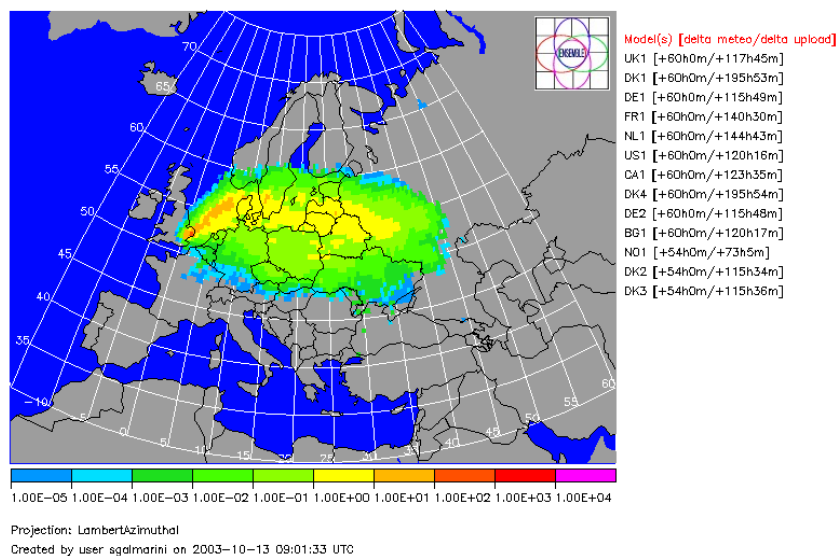 ENSEMBLE
Model(s) [delta meteo/delta upload]
UK1 [+60h0m/+117h45m]
DK1 [+60h0m/+195h53m]
DE1 [+60h0m/+115h49m]
FR1 [+60h0m/+140h30m]
NL1 [+60h0m/+144h43m]
US1 [+60h0m/+120h16m]
CA1 [+60h0m/+123h35m]
DK4 [+60h0m/+195h54m]
DE2 [+60h0m/+115h48m]
BG1 [+60h0m/+120h17m]
NO1 [+54h0m/+73h5m]
DK2 [+54h0m/+115h34m]
DK3 [+54h0m/+115h36m]
70
65
60
55
50
45
40
35
-10
-5
0
5
10
15
20
25
30
35
40
45
50
55
60
1.00E-05 1.00E-04 1.00E-03 1.00E-02 1.00E-01 1.00E+00 1.00E+01 1.00E+02 1.00E+03 1.00E+04
Projection: LambertAzimuthal
Created by user sgalmarini on 2003-10-13 09:01:33 UTC